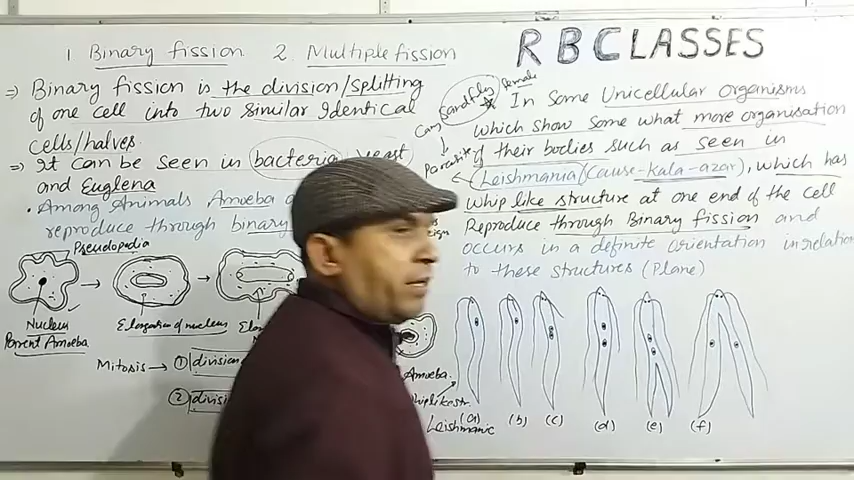 1 Binary fission 2. Multiple fission
RBCLASSES
⇒ Binary fission is the division/splitting
of one cell into two similar Identical
cells/halves.
⇒ It can be seen in bacteria, Yeast
and Euglena
• Among Animals Amoeba
reproduce through binary
Pseudopodia
Nucleus
Parent Amoeba
Elongation of nucleus
Mitosis → ① division
②
Amoeba
sandfly
female
Parasite
In Some Unicellular organisms
which show some what more organisation
of their bodies such as seen in
Leishmania (Cause-Kala-azar), which has
whip like structure at one end of the cell
Reproduce through Binary fission and
occurs in a definite orientation in relation
to these structures (Plane)
(a) (b) (c) (d) (e) (f)